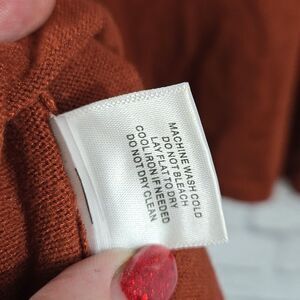 MACHINE WASH COLD
DO NOT BLEACH
LAY FLAT TO DRY
COOL IRON IF NEEDED
DO NOT DRY CLEAN